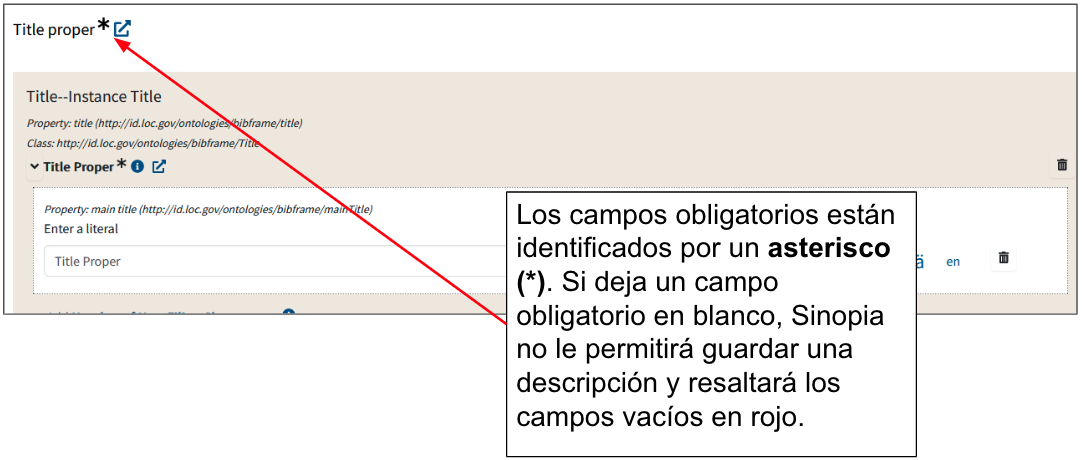 Title proper*
Title--Instance Title
Property: title (http://id.loc.gov/ontologies/bibframe/title)
Class: http://id.loc.gov/ontologies/bibframe/Title
Title Proper *
Property: main title (http://id.loc.gov/ontologies/bibframe/mainTitle)
Enter a literal
Title Proper
ä en
Los campos obligatorios están
identificados por un asterisco
(*). Si deja un campo
obligatorio en blanco, Sinopia
no le permitirá guardar una
descripción y resaltará los
campos vacíos en rojo.